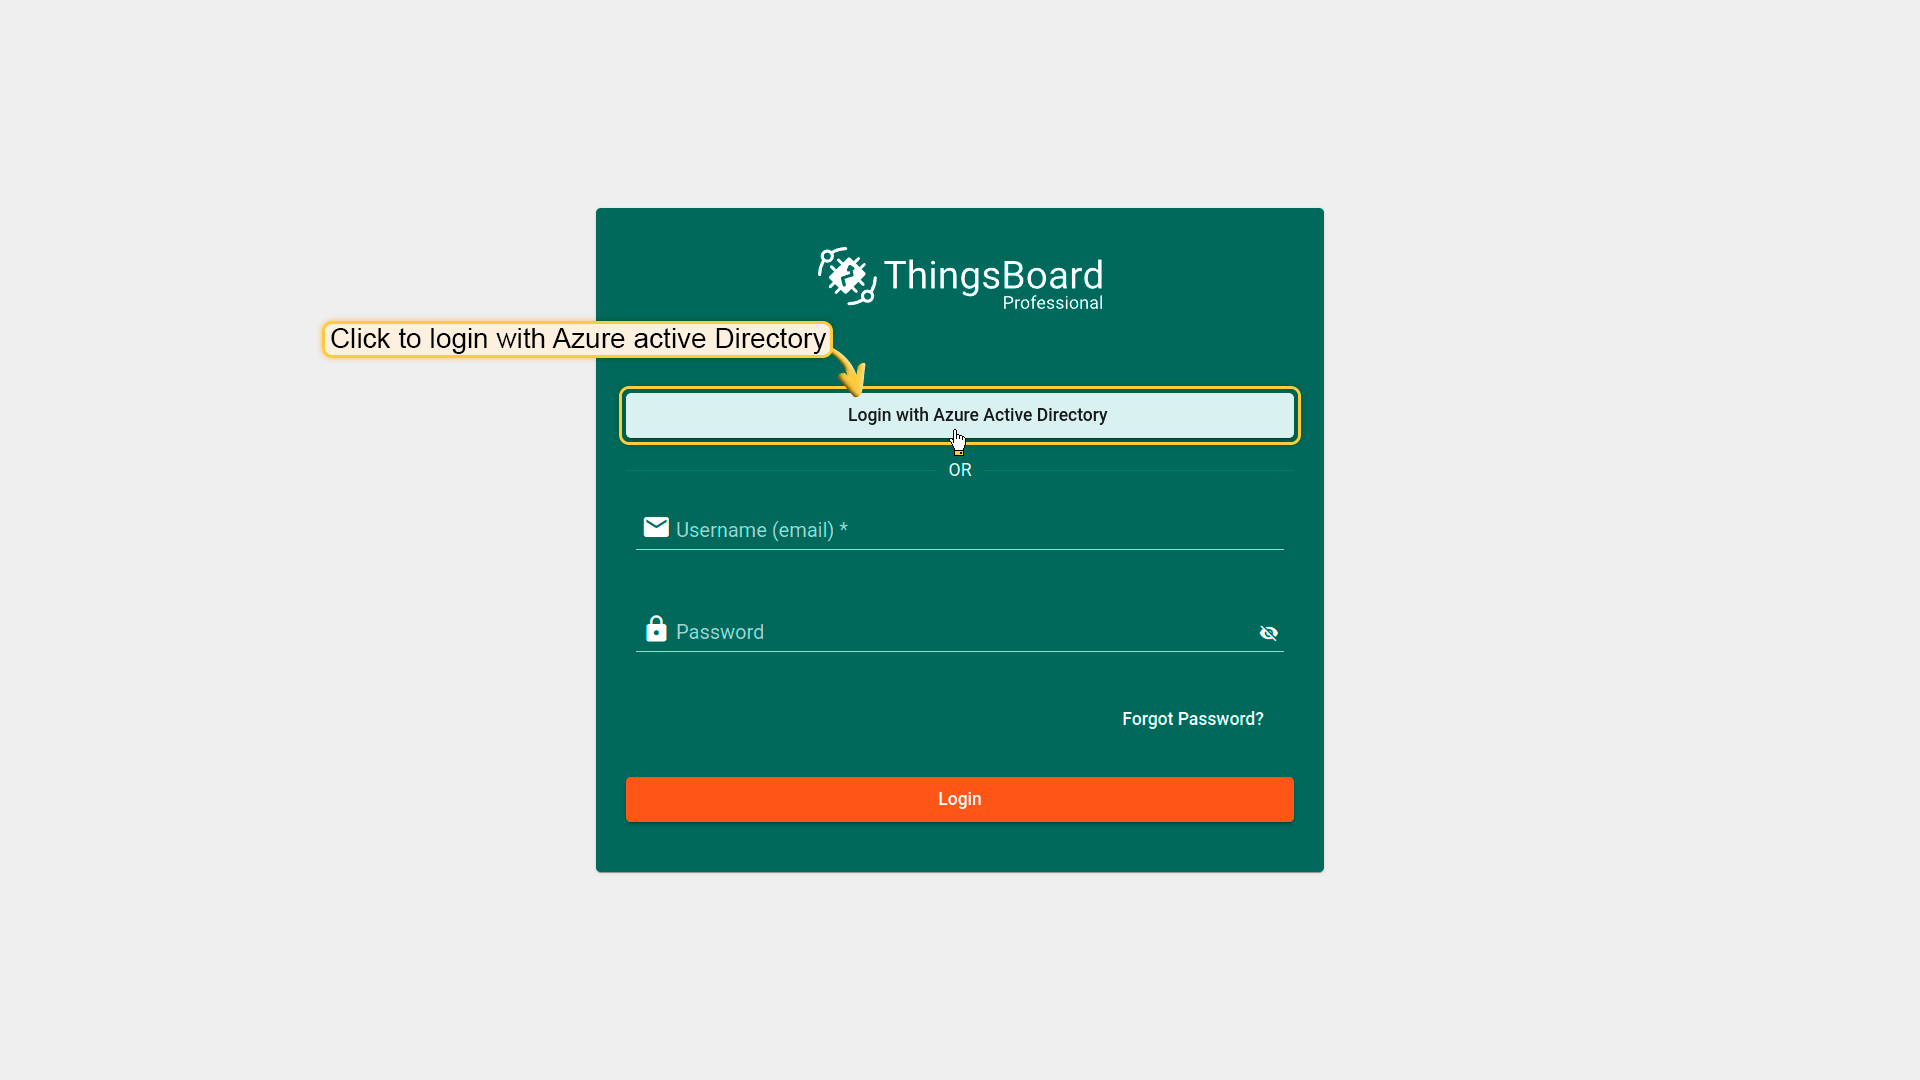 ThingsBoard
Professional
Click to login with Azure active Directory
Login with Azure Active Directory
OR
Username (email) *
Password
Forgot Password?
Login